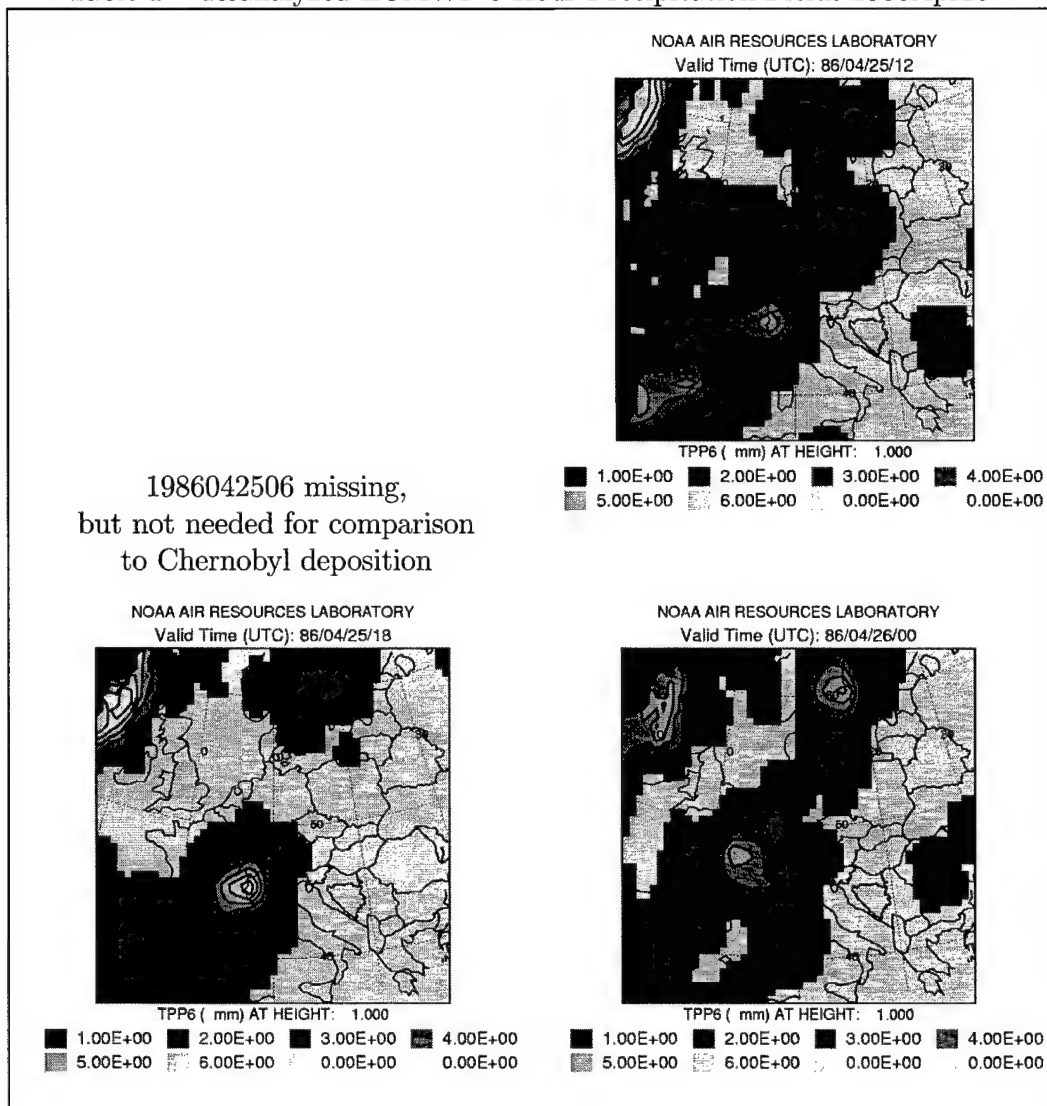 NOAA AIR RESOURCES LABORATORY
Valid Time (UTC): 86/04/25/12
TPP6 ( mm) AT HEIGHT: 1.000
1.00E+00 2.00E+00 3.00E+00 4.00E+00
5.00E+00 6.00E+00 0.00E+00 0.00E+00
1986042506 missing,
but not needed for comparison
to Chernobyl deposition
NOAA AIR RESOURCES LABORATORY
Valid Time (UTC): 86/04/25/18
0
50
TPP6 ( mm) AT HEIGHT: 1.000
1.00E+00 2.00E+00 3.00E+00 4.00E+00
5.00E+00 6.00E+00 0.00E+00 0.00E+00
NOAA AIR RESOURCES LABORATORY
Valid Time (UTC): 86/04/26/00
0
50
TPP6 ( mm) AT HEIGHT: 1.000
1.00E+00 2.00E+00 3.00E+00 4.00E+00
5.00E+00 6.00E+00 0.00E+00 0.00E+00